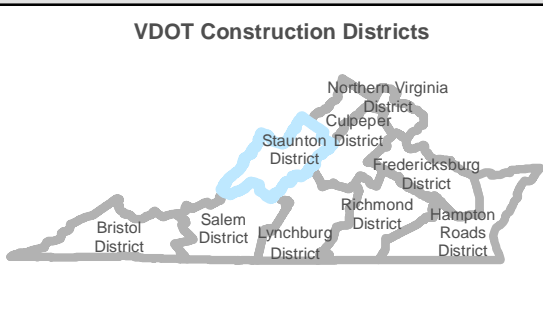 VDOT Construction Districts
Northern Virginia
District
Culpeper
District
Staunton
District
Fredericksburg
District
Richmond
District
Hampton
Roads
District
Salem
District
Lynchburg
District
Bristol
District